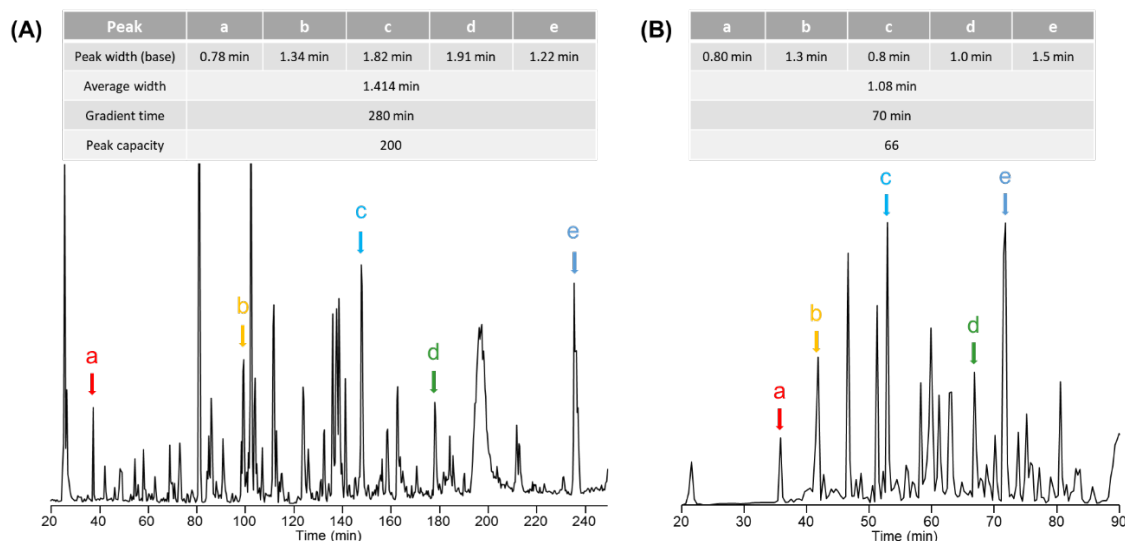 (A)
Peak a b c d e
Peak width (base) 0.78 min 1.34 min 1.82 min 1.91 min 1.22 min
Average width 1.414 min
Gradient time 280 min
Peak capacity 200
a
b
c
d
e
20 40 60 80 100 120 140 160 180 200 220 240
Time (min)
(B)
a b c d e
0.80 min 1.3 min 0.8 min 1.0 min 1.5 min
1.08 min
70 min
66
a
b
c
d
e
20 30 40 50 60 70 80 90
Time (min)